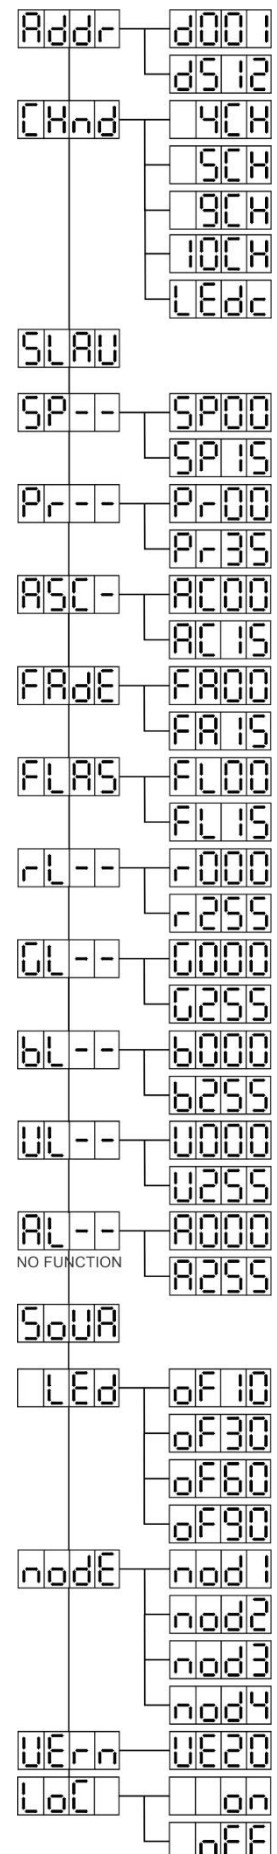 Addr
d001
d512
CHnd
4CH
5CH
9CH
10CH
LEdc
SLAU
SP--
SP00
SP15
Pr--
Pr00
Pr35
ASC-
AC00
AC15
FAdE
FA00
FA15
FLAS
FL00
FL15
rL--
r000
r255
GL--
G000
G255
bL--
b000
b255
UL--
U000
U255
AL--
A000
A255
NO FUNCTION
SoUA
LEd
oF10
oF30
oF60
oF90
nodE
nod1
nod2
nod3
nod4
UErn
UE20
LoC
on
oFF